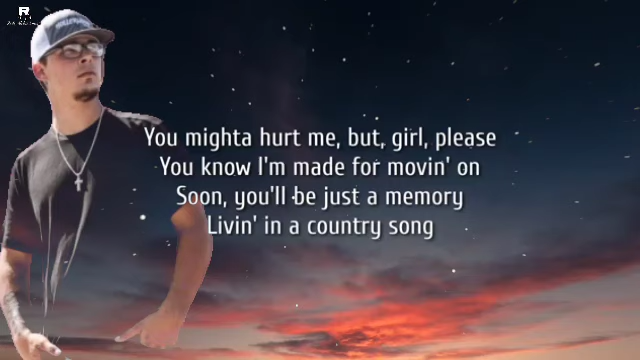 You mighta hurt me, but, girl, please
You know I'm made for movin' on
Soon, you'll be just a memory
Livin' in a country song